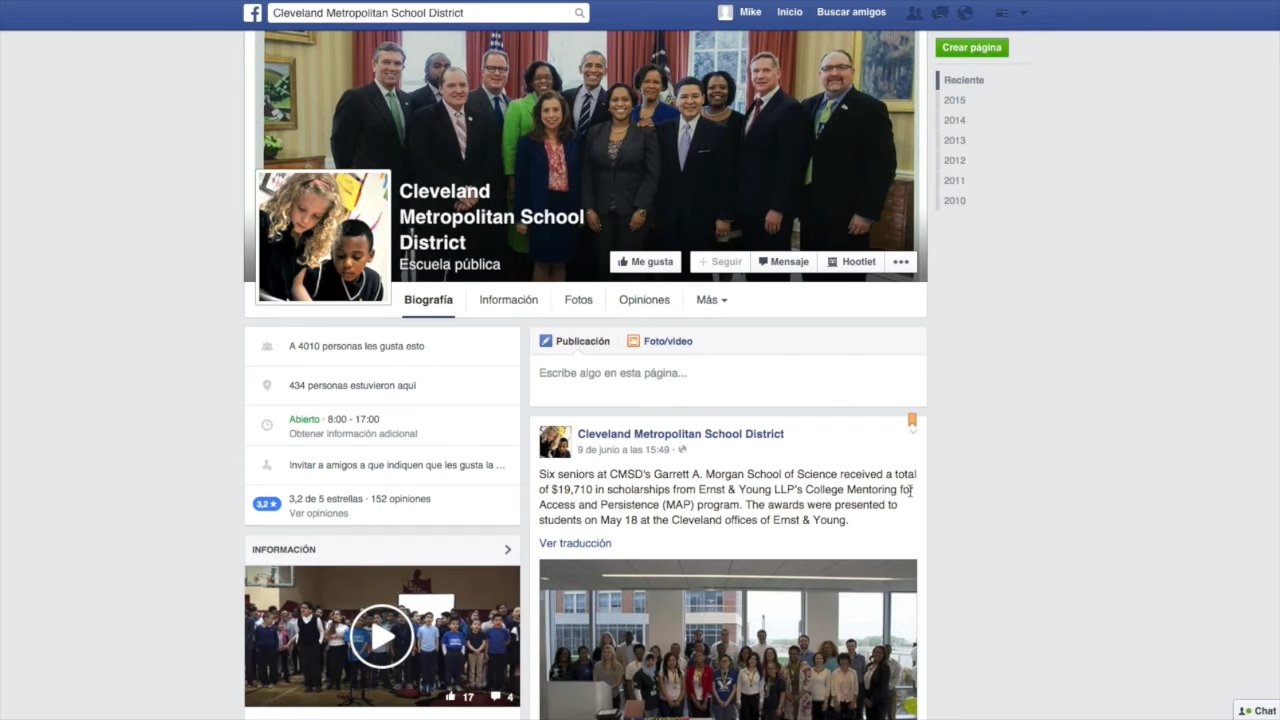 Cleveland Metropolitan School District
Mike
Inicio
Buscar amigos
Crear página
Reciente
2015
2014
2013
2012
2011
2010
Cleveland
Metropolitan School
District
Escuela pública
Me gusta
+ Seguir
Mensaje
Hootlet
•••
Biografía
Información
Fotos
Opiniones
Más
A 4010 personas les gusta esto
434 personas estuvieron aquí
Abierto · 8:00 - 17:00
Obtener información adicional
Invitar a amigos a que indiquen que les gusta la ...
3,2 ★
3,2 de 5 estrellas · 152 opiniones
Ver opiniones
INFORMACIÓN
17
4
Publicación
Foto/video
Escribe algo en esta página...
Cleveland Metropolitan School District
9 de junio a las 15:49 ·
Six seniors at CMSD's Garrett A. Morgan School of Science received a total
of $19,710 in scholarships from Ernst & Young LLP's College Mentoring for
Access and Persistence (MAP) program. The awards were presented to
students on May 18 at the Cleveland offices of Ernst & Young.
Ver traducción
Chat